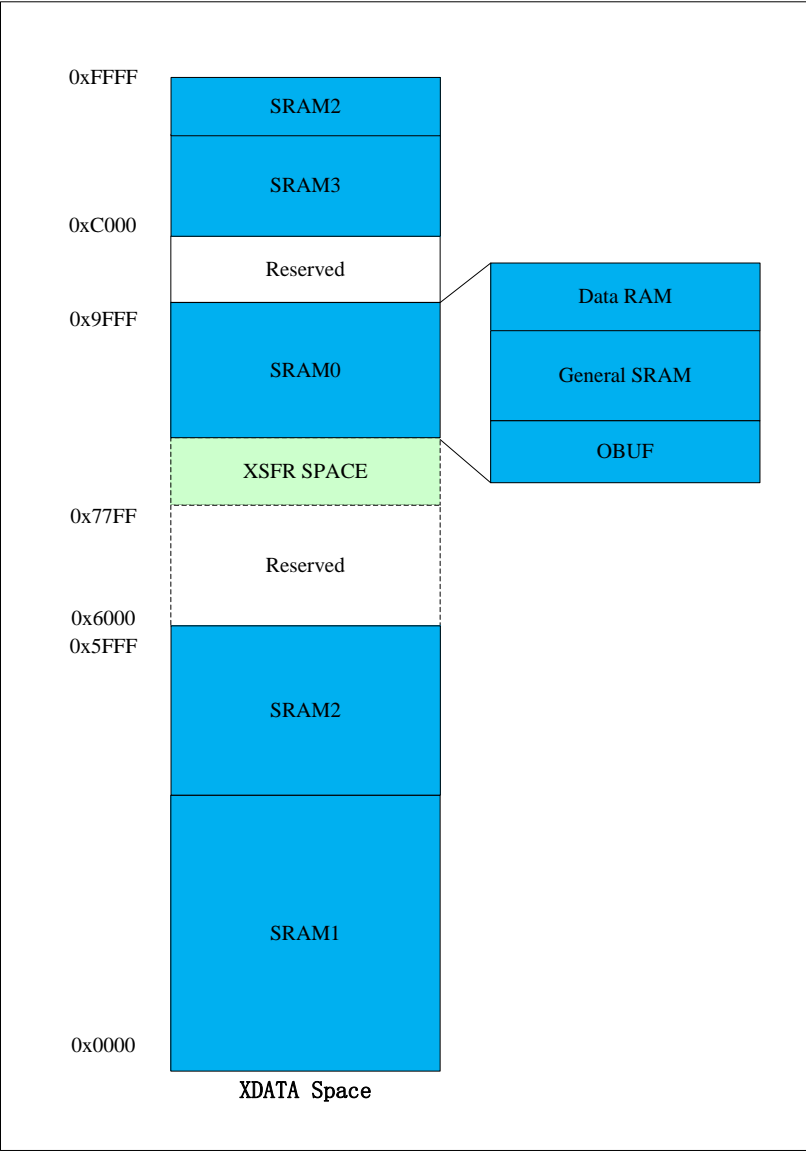 0xFFFF
SRAM2
SRAM3
0xC000
Reserved
Data RAM
0x9FFF
SRAM0
General SRAM
OBUF
XSFR SPACE
0x77FF
Reserved
0x6000
0x5FFF
SRAM2
SRAM1
0x0000
XDATA Space